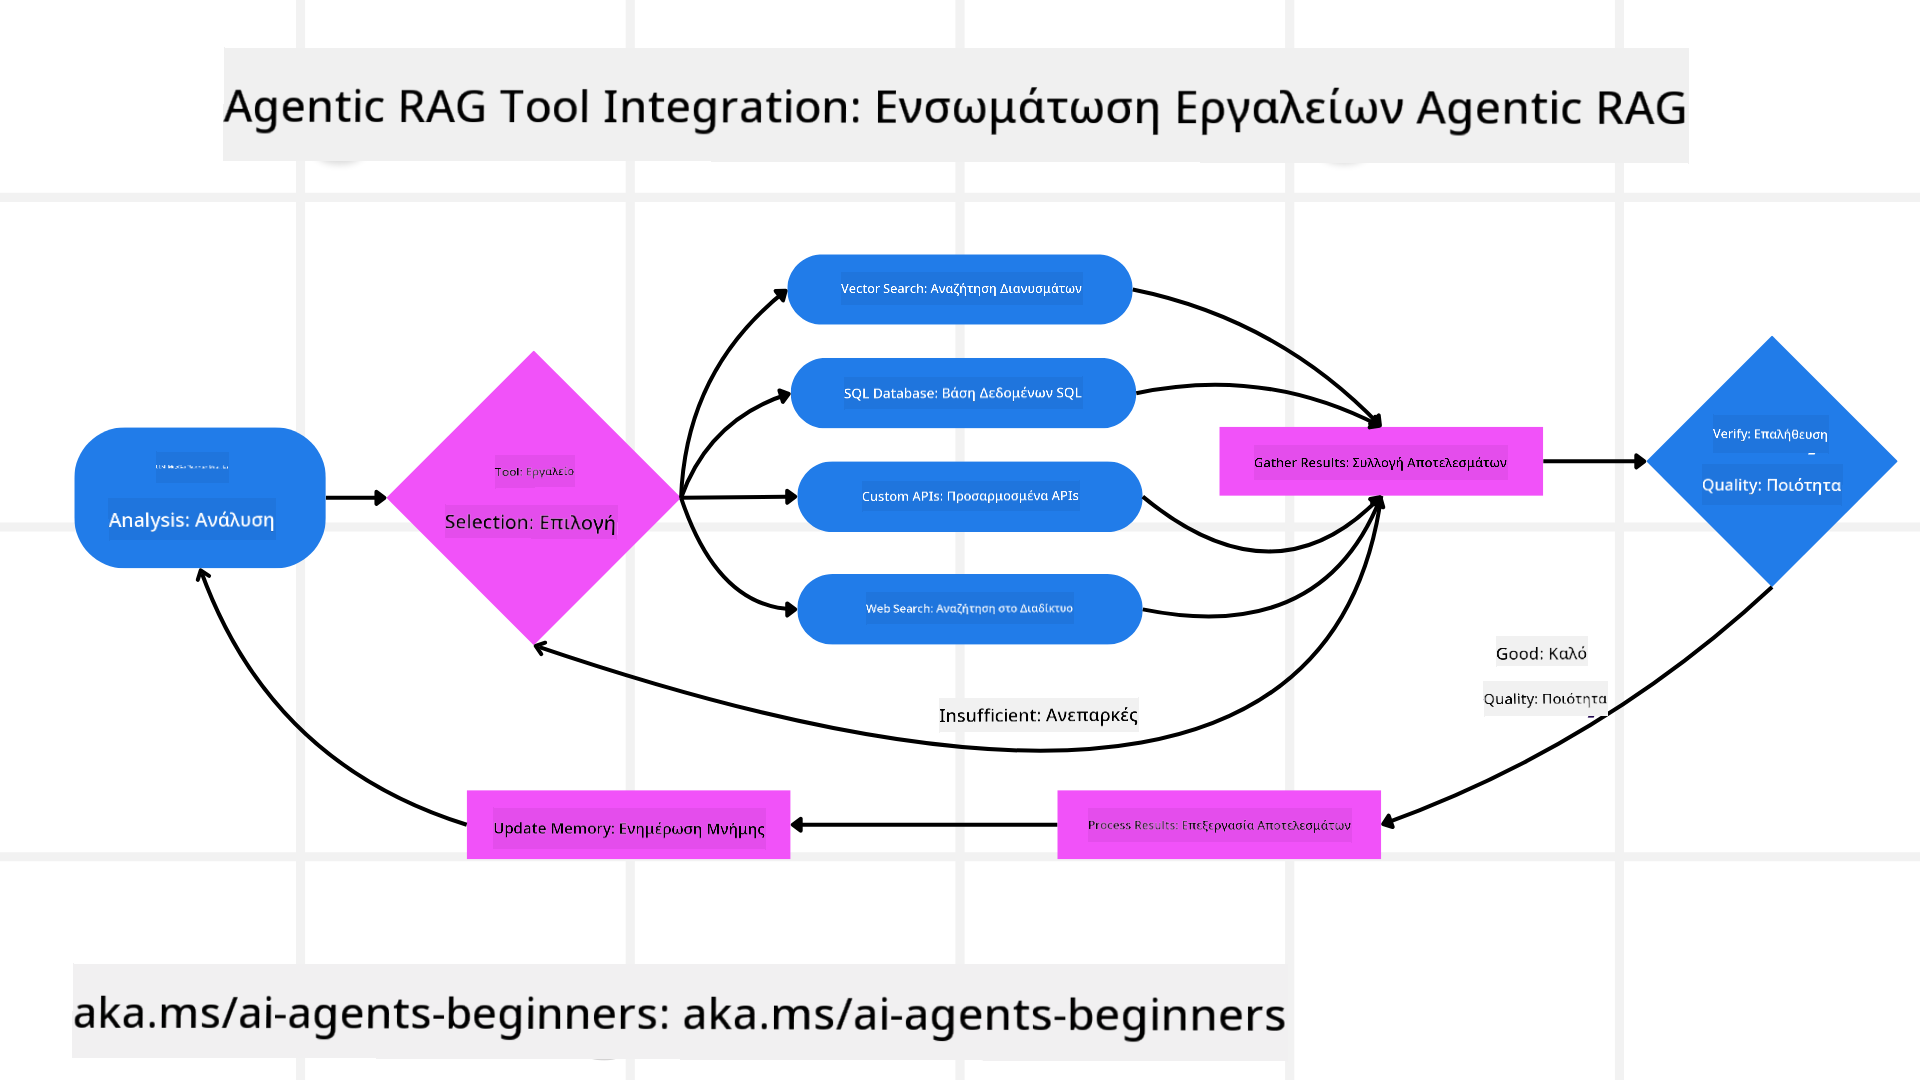 Agentic RAG Tool Integration: Ενσωμάτωση Εργαλείων Agentic RAG
Analysis: Ανάλυση
Tool: Εργαλείο
Selection: Επιλογή
Vector Search: Αναζήτηση Διανυσμάτων
SQL Database: Βάση Δεδομένων SQL
Custom APIs: Προσαρμοσμένα APIs
Web Search: Αναζήτηση στο Διαδίκτυο
Gather Results: Συλλογή Αποτελεσμάτων
Verify: Επαλήθευση
Quality: Ποιότητα
Good: Καλό
Quality: Ποιότητα
Insufficient: Ανεπαρκές
Process Results: Επεξεργασία Αποτελεσμάτων
Update Memory: Ενημέρωση Μνήμης
aka.ms/ai-agents-beginners: aka.ms/ai-agents-beginners